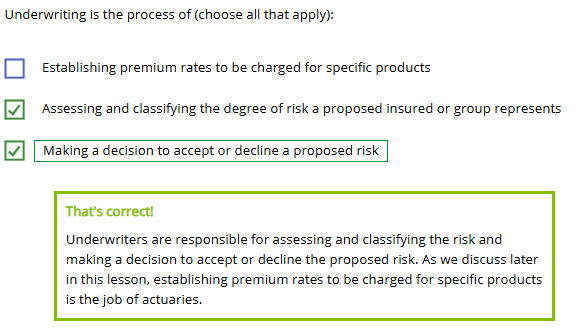 Underwriting is the process of (choose all that apply):
Establishing premium rates to be charged for specific products
Assessing and classifying the degree of risk a proposed insured or group represents
Making a decision to accept or decline a proposed risk
That's correct!
Underwriters are responsible for assessing and classifying the risk and
making a decision to accept or decline the proposed risk. As we discuss later
in this lesson, establishing premium rates to be charged for specific products
is the job of actuaries.